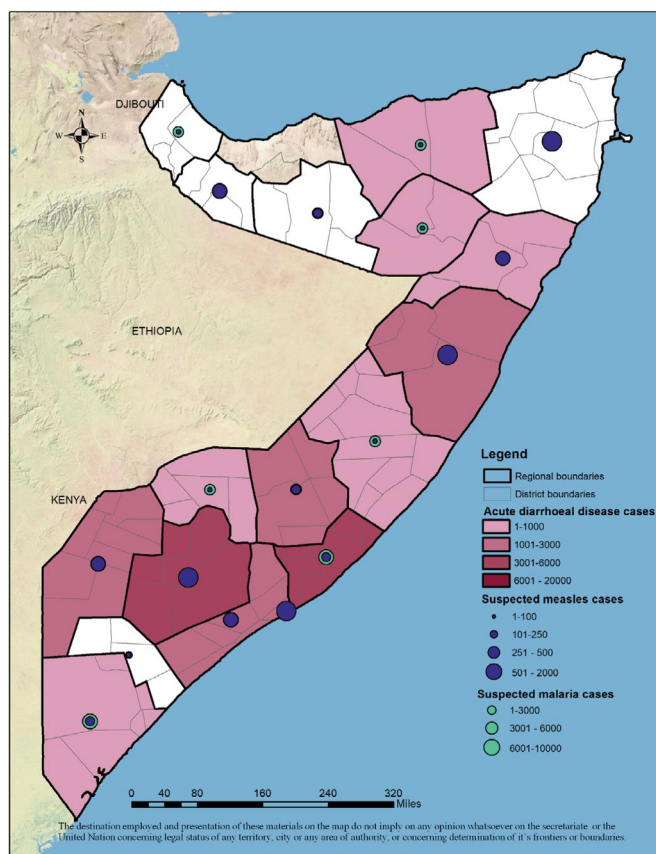 DJIBOUTI
N
W E
S
ETHIOPIA
KENYA
Legend
Regional boundaries
District boundaries
Acute diarrhoeal disease cases
1-1000
1001-3000
3001-6000
6001 - 20000
Suspected measles cases
1-100
101-250
251 - 500
501 - 2000
Suspected malaria cases
1-3000
3001 - 6000
6001-10000
0 40 80 160 240 320
Miles
The destination employed and presentation of these materials on the map do not imply on any opinion whatsoever on the secretariate or the
United Nation concerning legal status of any territory, city or any area of authority, or concerning determination of it`s frontiers or boundaries.